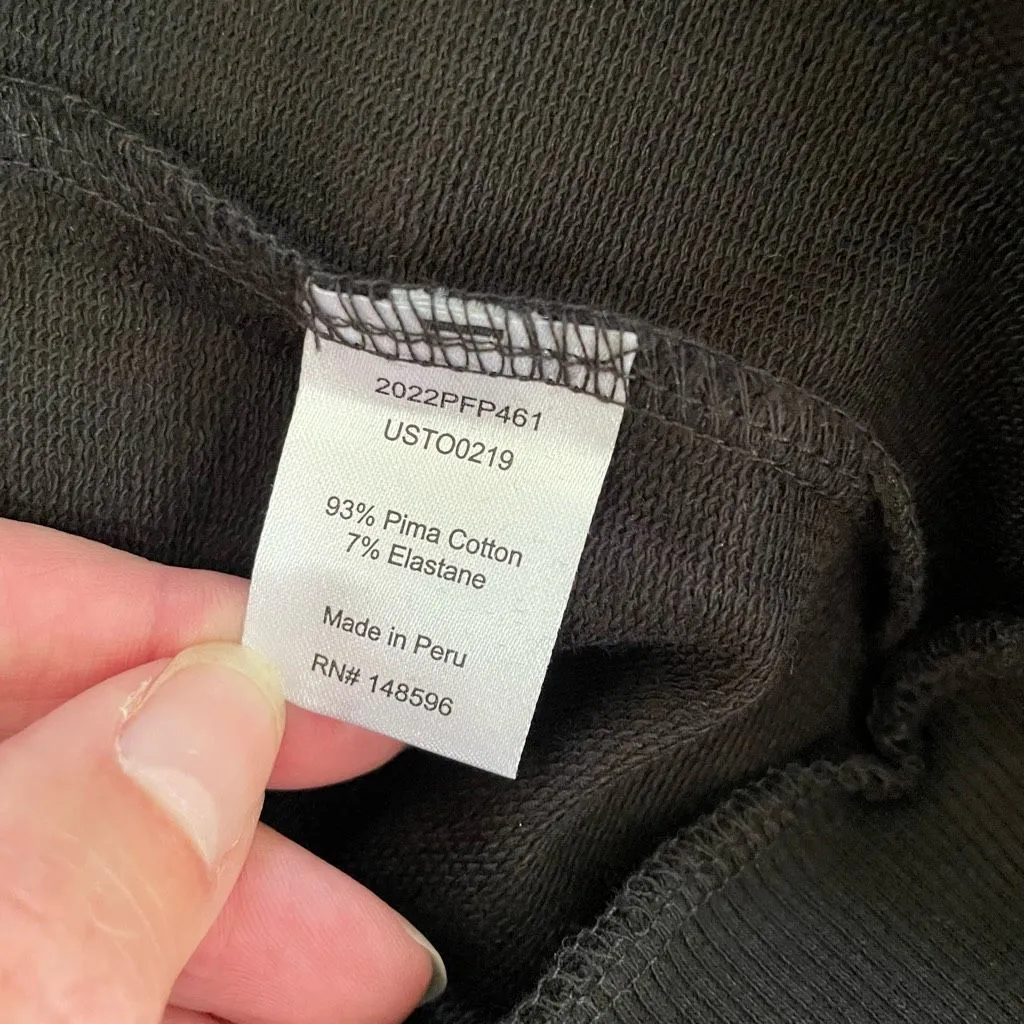 2022PFP461
USTO0219
93% Pima Cotton
7% Elastane
Made in Peru
RN# 148596